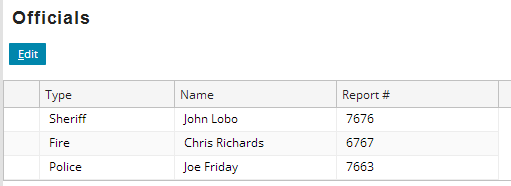 Officials
Edit
Type Name Report #
Sheriff John Lobo 7676
Fire Chris Richards 6767
Police Joe Friday 7663